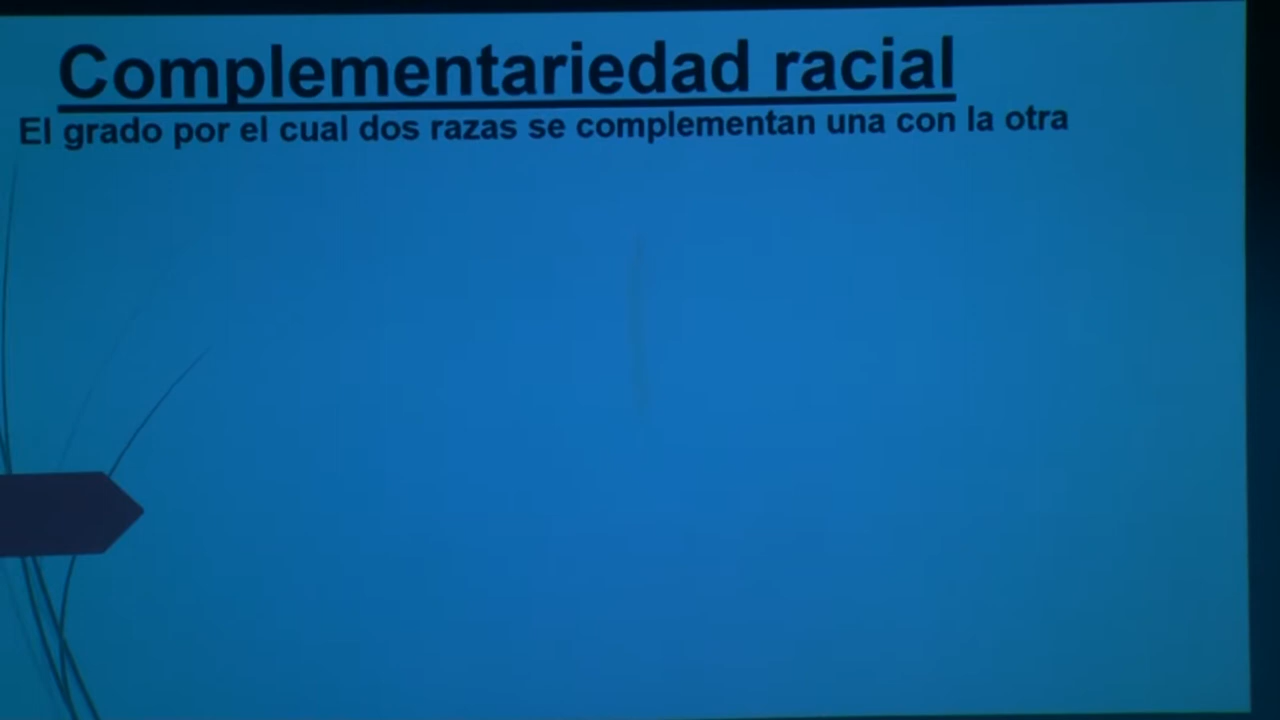 Complementariedad racial
El grado por el cual dos razas se complementan una con la otra